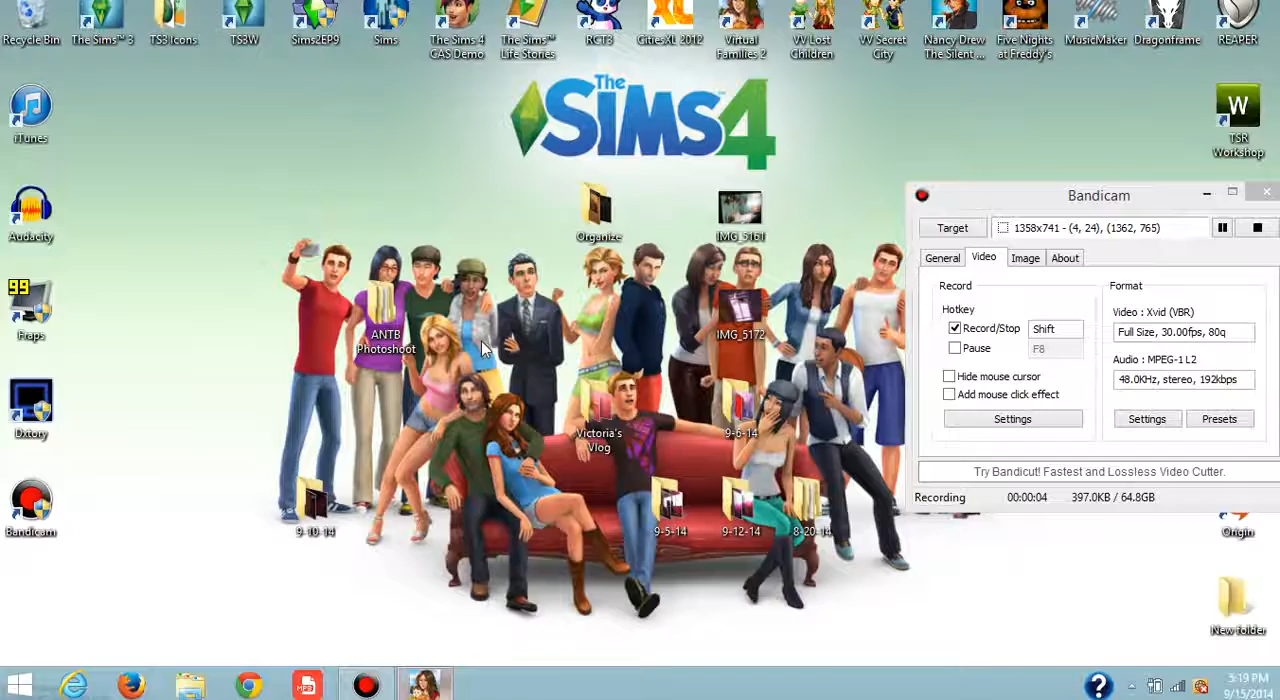 Recycle Bin
The Sims™ 3
TS3 Icons
TS3W
Sims2EP9
Sims
The Sims 4
CAS Demo
The Sims™
Life Stories
RCT3
CitiesXL 2012
Virtual
Families 2
VV Lost
Children
VV Secret
City
Nancy Drew
The Silent ...
Five Nights
at Freddy's
MusicMaker
Dragonframe
REAPER
The SiMS 4
iTunes
W
TSR
Workshop
Audacity
Organize
IMG_5161
99
Fraps
ANTB
Photoshoot
IMG_5172
Dxtory
Victoria's
Vlog
9-6-14
Bandicam
9-10-14
9-5-14
9-12-14
8-20-14
Origin
New folder
Bandicam
Target
1358x741 - (4, 24), (1362, 765)
General
Video
Image
About
Record
Hotkey
Record/Stop
Shift
Pause
F8
Hide mouse cursor
Add mouse click effect
Settings
Format
Video : Xvid (VBR)
Full Size, 30.00fps, 80q
Audio : MPEG-1 L2
48.0KHz, stereo, 192kbps
Settings
Presets
Try Bandicut! Fastest and Lossless Video Cutter.
Recording
00:00:04
397.0KB / 64.8GB
MP3
?
5:19 PM
9/15/2014